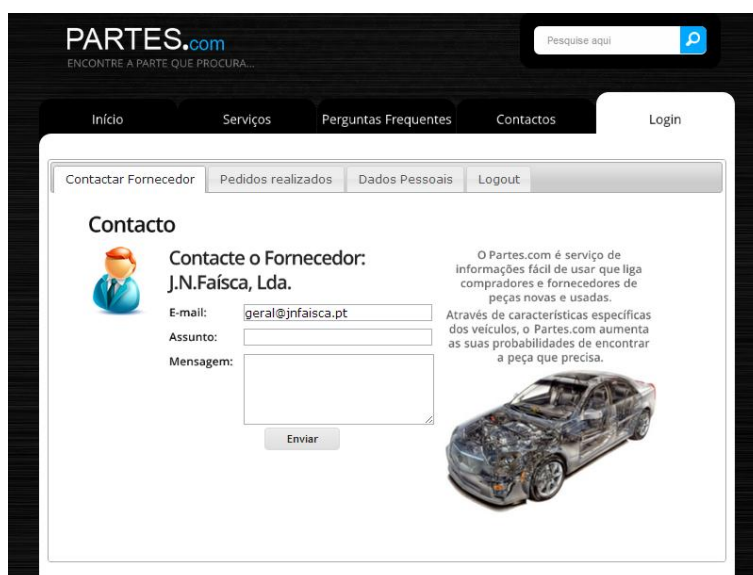 PARTES.com
ENCONTRE A PARTE QUE PROCURA...
Pesquise aqui
Início
Serviços
Perguntas Frequentes
Contactos
Login
Contactar Fornecedor
Pedidos realizados
Dados Pessoais
Logout
Contacto
Contacte o Fornecedor:
J.N.Faísca, Lda.
E-mail:
geral@jnfaisca.pt
Assunto:
Mensagem:
Enviar
O Partes.com é serviço de
informações fácil de usar que liga
compradores e fornecedores de
peças novas e usadas.
Através de características específicas
dos veículos, o Partes.com aumenta
as suas probabilidades de encontrar
a peça que precisa.